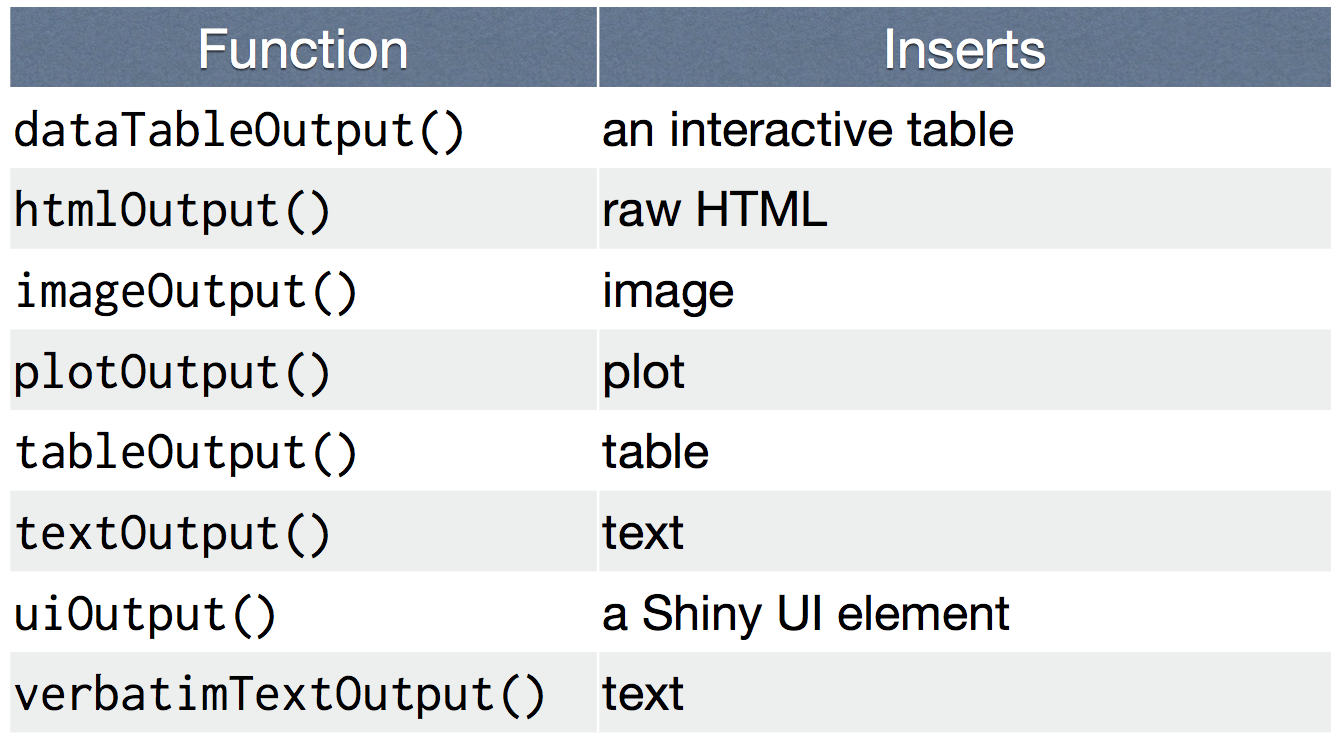 Function Inserts
dataTableOutput() an interactive table
htmlOutput() raw HTML
imageOutput() image
plotOutput() plot
tableOutput() table
textOutput() text
uiOutput() a Shiny UI element
verbatimTextOutput() text